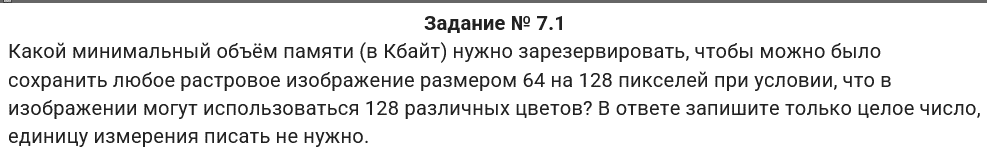 Задание № 7.1
Какой минимальный объём памяти (в Кбайт) нужно зарезервировать, чтобы можно было
сохранить любое растровое изображение размером 64 на 128 пикселей при условии, что в
изображении могут использоваться 128 различных цветов? В ответе запишите только целое число,
единицу измерения писать не нужно.